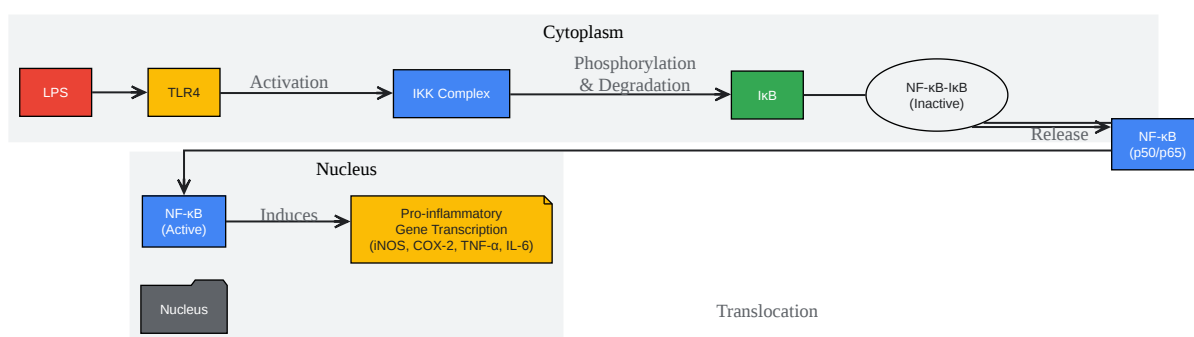 Cytoplasm
LPS
TLR4
Activation
IKK Complex
Phosphorylation
& Degradation
IκB
NF-κB-IκB
(Inactive)
Release
NF-κB
(p50/p65)
Nucleus
NF-κB
(Active)
Induces
Pro-inflammatory
Gene Transcription
(iNOS, COX-2, TNF-α, IL-6)
Nucleus
Translocation